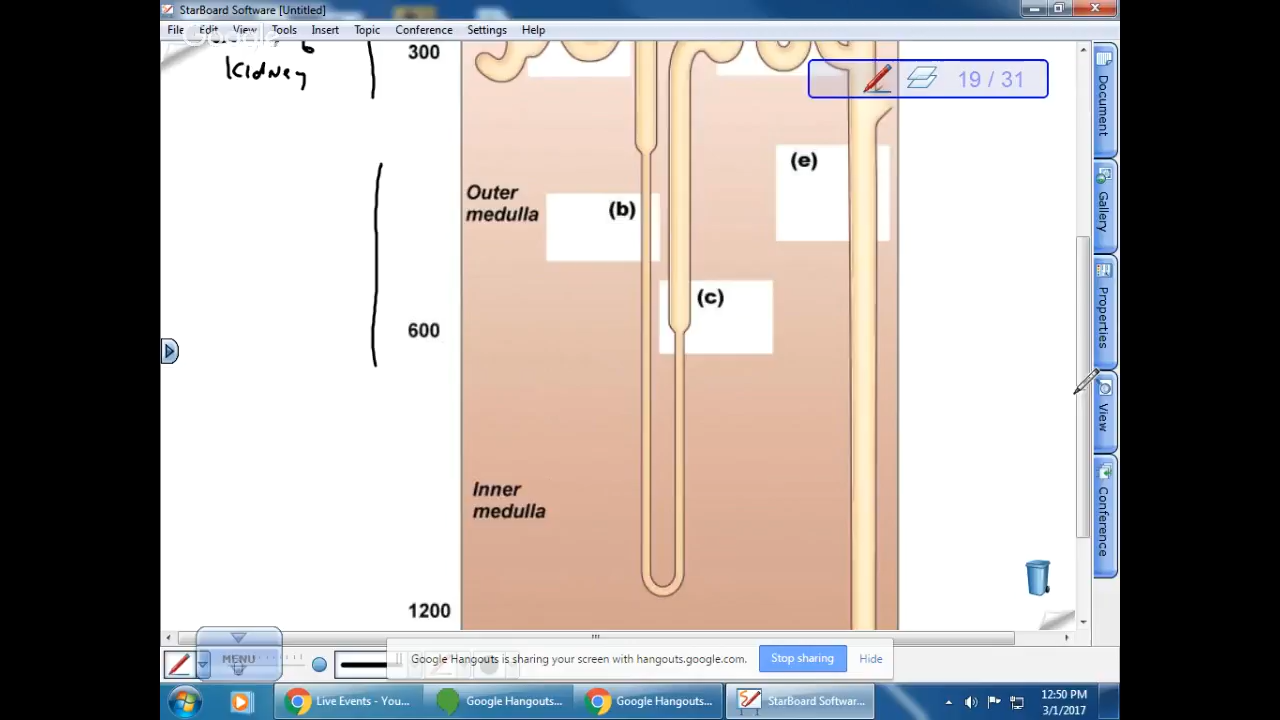 StarBoard Software [Untitled]
File Edit View Tools Insert Topic Conference Settings Help
Google
Kidney
300
19 / 31
(e)
Outer
medulla
(b)
(c)
600
Inner
medulla
1200
Document
Gallery
Properties
View
Conference
MENU
Google Hangouts is sharing your screen with hangouts.google.com. Stop sharing Hide
Live Events - You...
Google Hangouts...
Google Hangouts...
StarBoard Softwar...
12:50 PM
3/1/2017